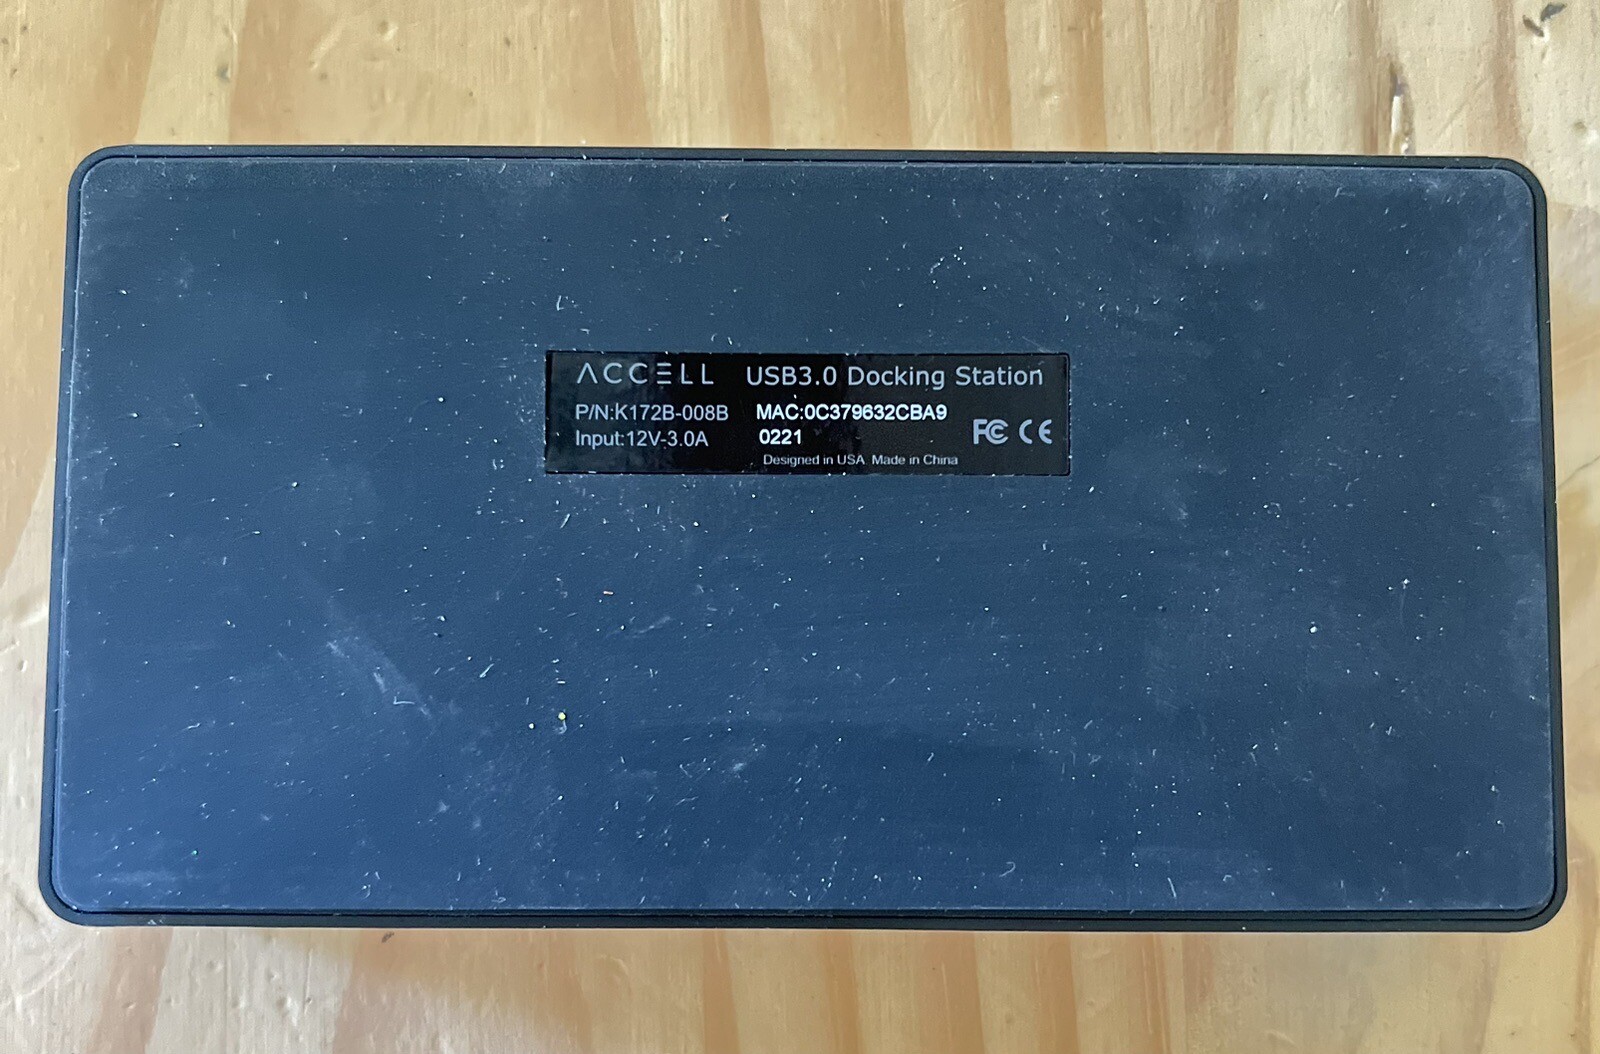 ACCELL USB3.0 Docking Station
P/N:K172B-008B MAC:0C379632CBA9
Input:12V-3.0A 0221 FC CE
Designed in USA Made in China